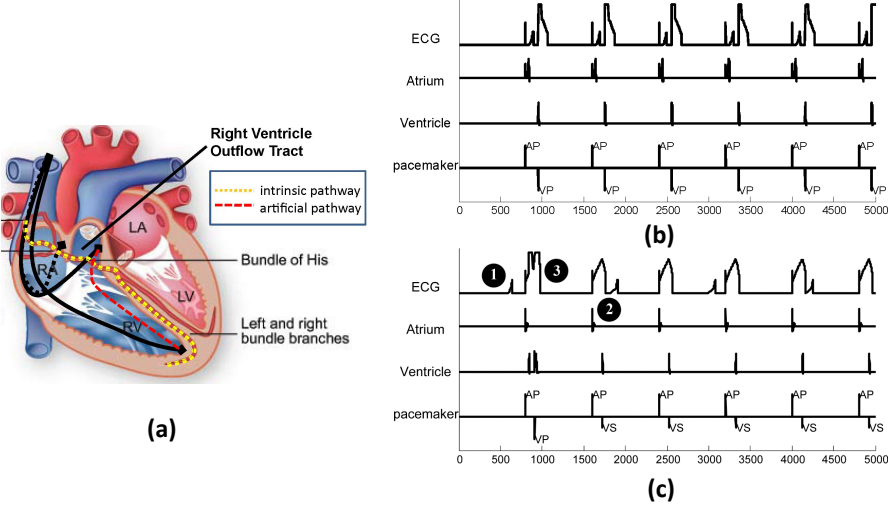 Right Ventricle
Outflow Tract
intrinsic pathway
artificial pathway
LA
RA
Bundle of His
LV
RV
Left and right
bundle branches
(a)
ECG
Atrium
Ventricle
pacemaker
AP AP AP AP AP AP
VP VP VP VP VP VP
0 500 1000 1500 2000 2500 3000 3500 4000 4500 5000
(b)
1 3
ECG
2
Atrium
Ventricle
pacemaker
AP AP AP AP AP AP
VP VS VS VS VS VS
0 500 1000 1500 2000 2500 3000 3500 4000 4500 5000
(c)